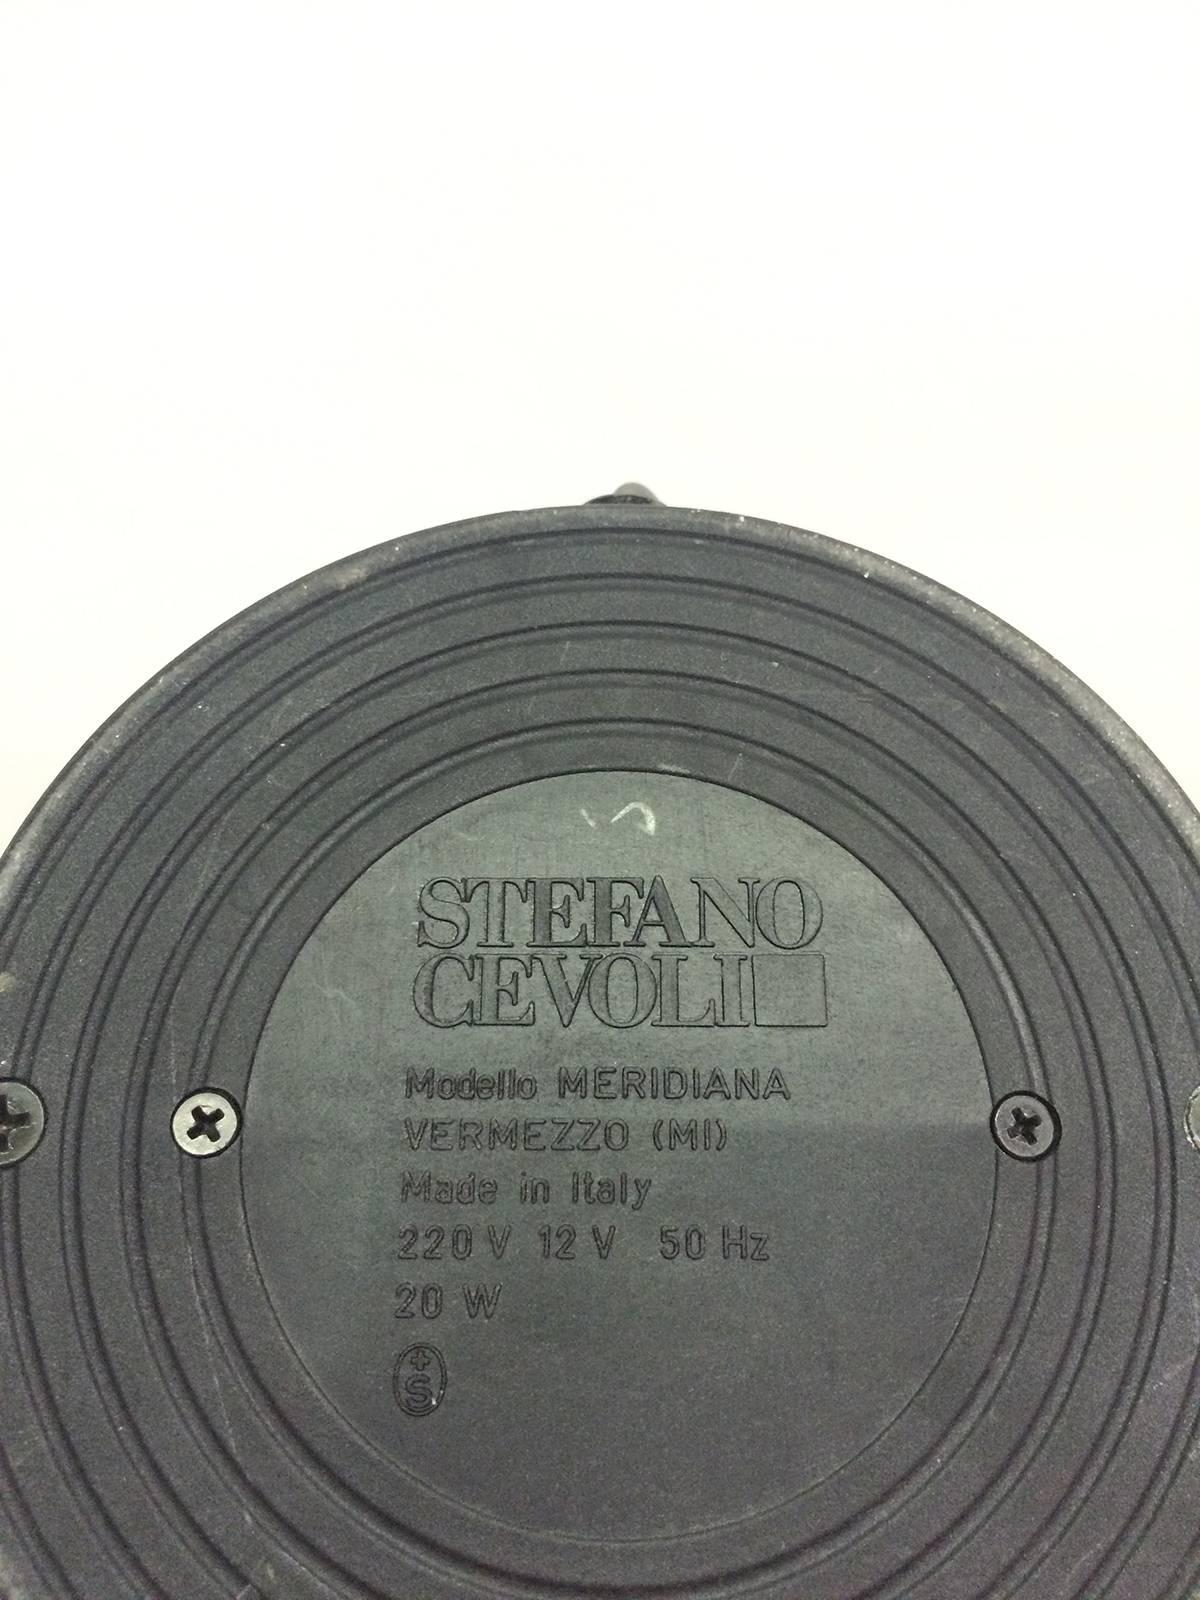 STEFANO
CEVOLI
Modello MERIDIANA
VERMEZZO (MI)
Made in Italy
220 V 12 V 50 Hz
20 W
+
S